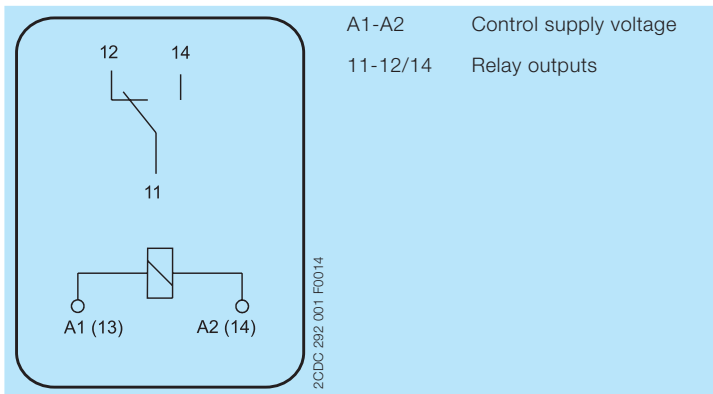 12 14
11
A1 (13) A2 (14)
2CDC 292 001 F0014
A1-A2 Control supply voltage
11-12/14 Relay outputs